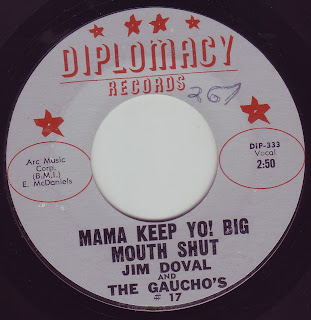 DIPLOMACY
RECORDS
267
Arc Music
Corp.
(B.M.I.)
E. McDaniels
DiP-333
Vocal
2:50
MAMA KEEP YO! BIG
MOUTH SHUT
JIM DOVAL
AND
THE GAUCHO'S
# 17